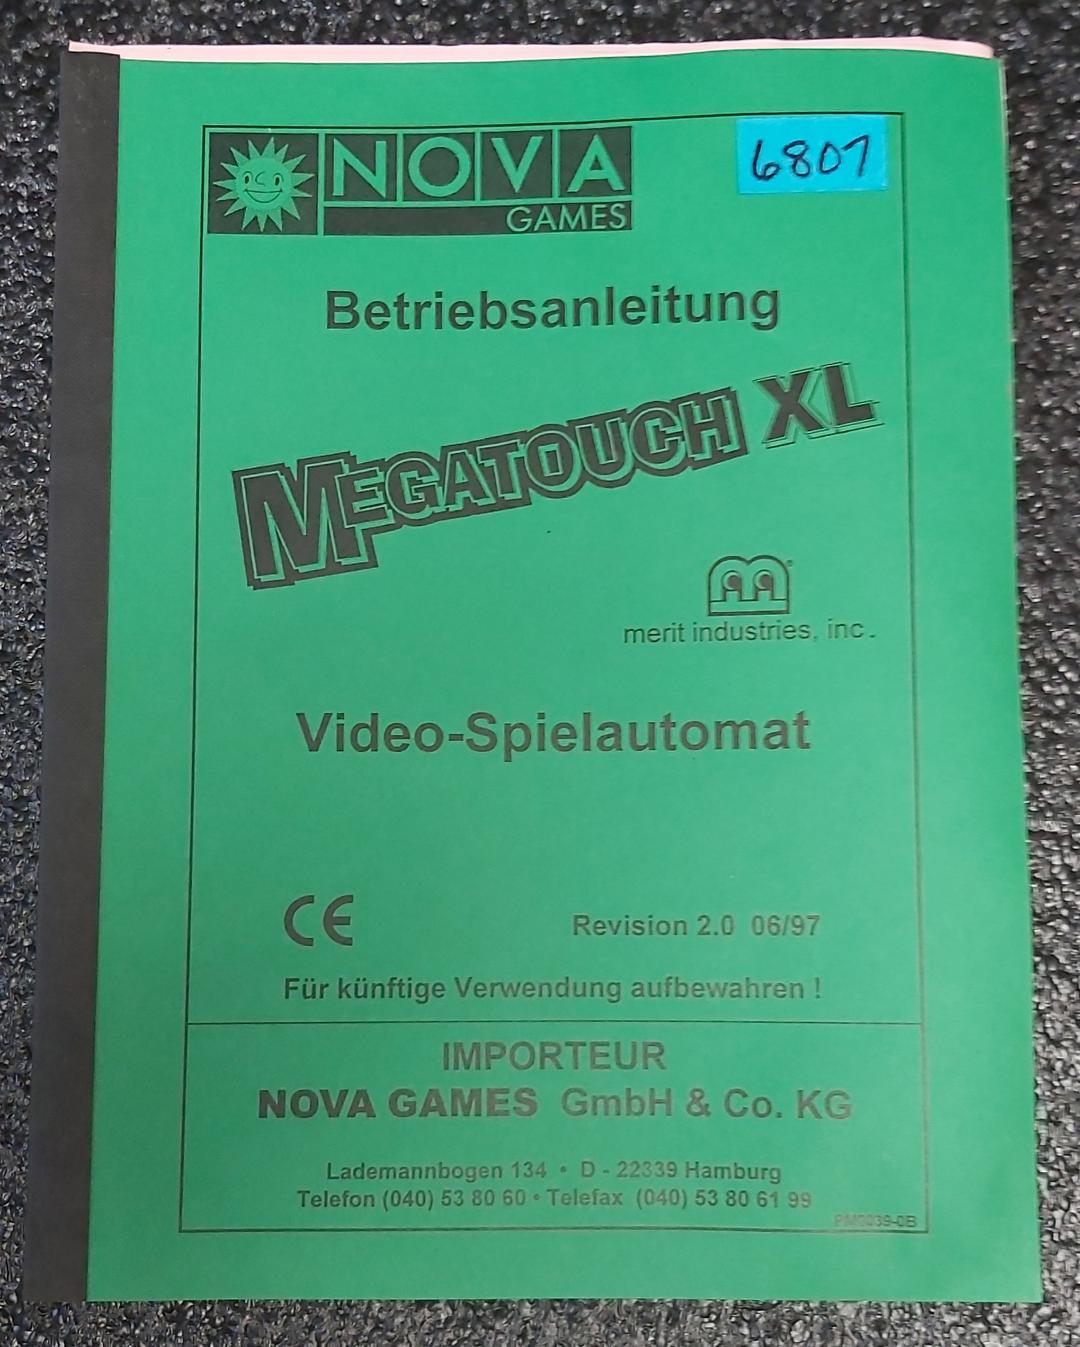 NOVA
GAMES
6807
Betriebsanleitung
MEGATOUCH XL
merit industries, inc.
Video-Spielautomat
CE
Revision 2.0 06/97
Für künftige Verwendung aufbewahren !
IMPORTEUR
NOVA GAMES GmbH & Co. KG
Lademannbogen 134 • D - 22339 Hamburg
Telefon (040) 53 80 60 • Telefax (040) 53 80 61 99
PM0039-0B